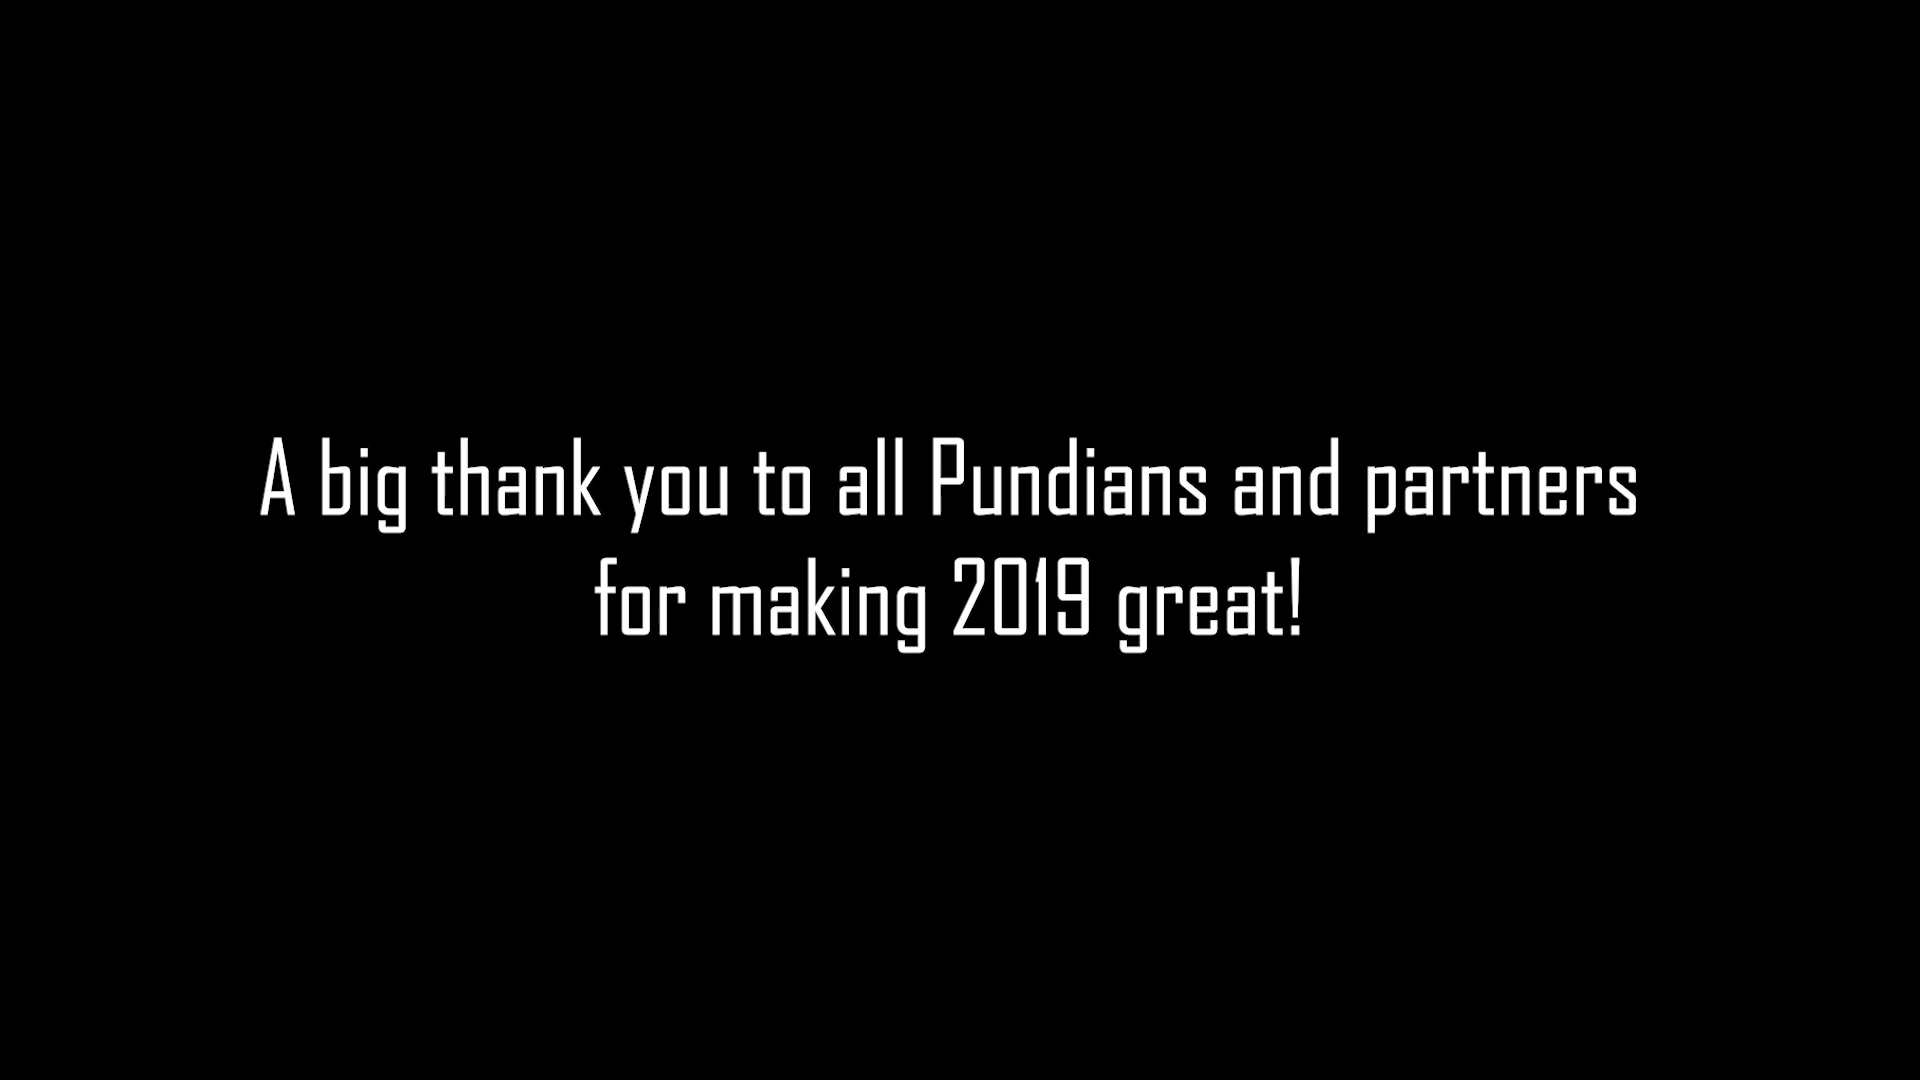 A big thank you to all Pundians and partners
for making 2019 great!